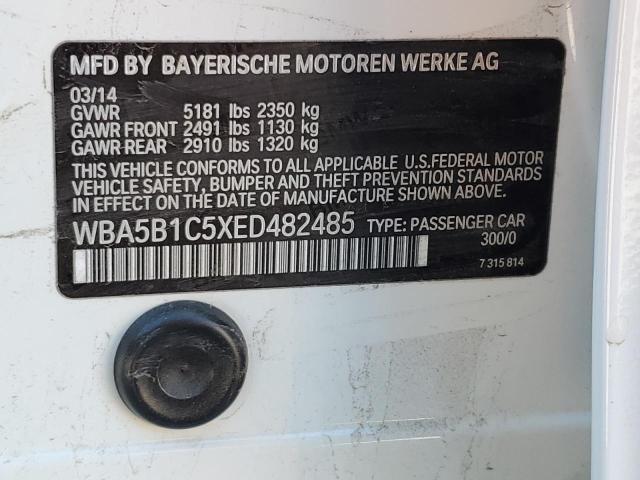 MFD BY BAYERISCHE MOTOREN WERKE AG
03/14
GVWR 5181 lbs 2350 kg
GAWR FRONT 2491 lbs 1130 kg
GAWR REAR 2910 lbs 1320 kg
THIS VEHICLE CONFORMS TO ALL APPLICABLE U.S.FEDERAL MOTOR
VEHICLE SAFETY, BUMPER AND THEFT PREVENTION STANDARDS
IN EFFECT ON THE DATE OF MANUFACTURE SHOWN ABOVE.
WBA5B1C5XED482485 TYPE: PASSENGER CAR
300/0
7 315 814